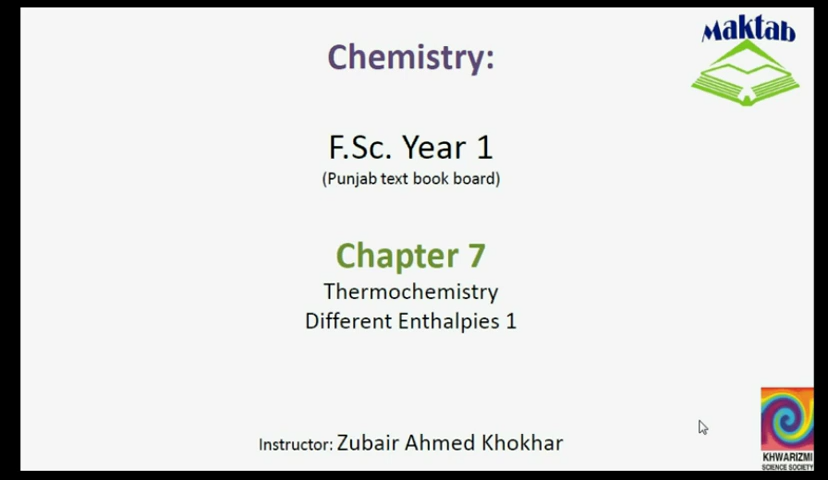 Maktab
Chemistry:
F.Sc. Year 1
(Punjab text book board)
Chapter 7
Thermochemistry
Different Enthalpies 1
Instructor: Zubair Ahmed Khokhar
KHWARIZMI
SCIENCE SOCIETY